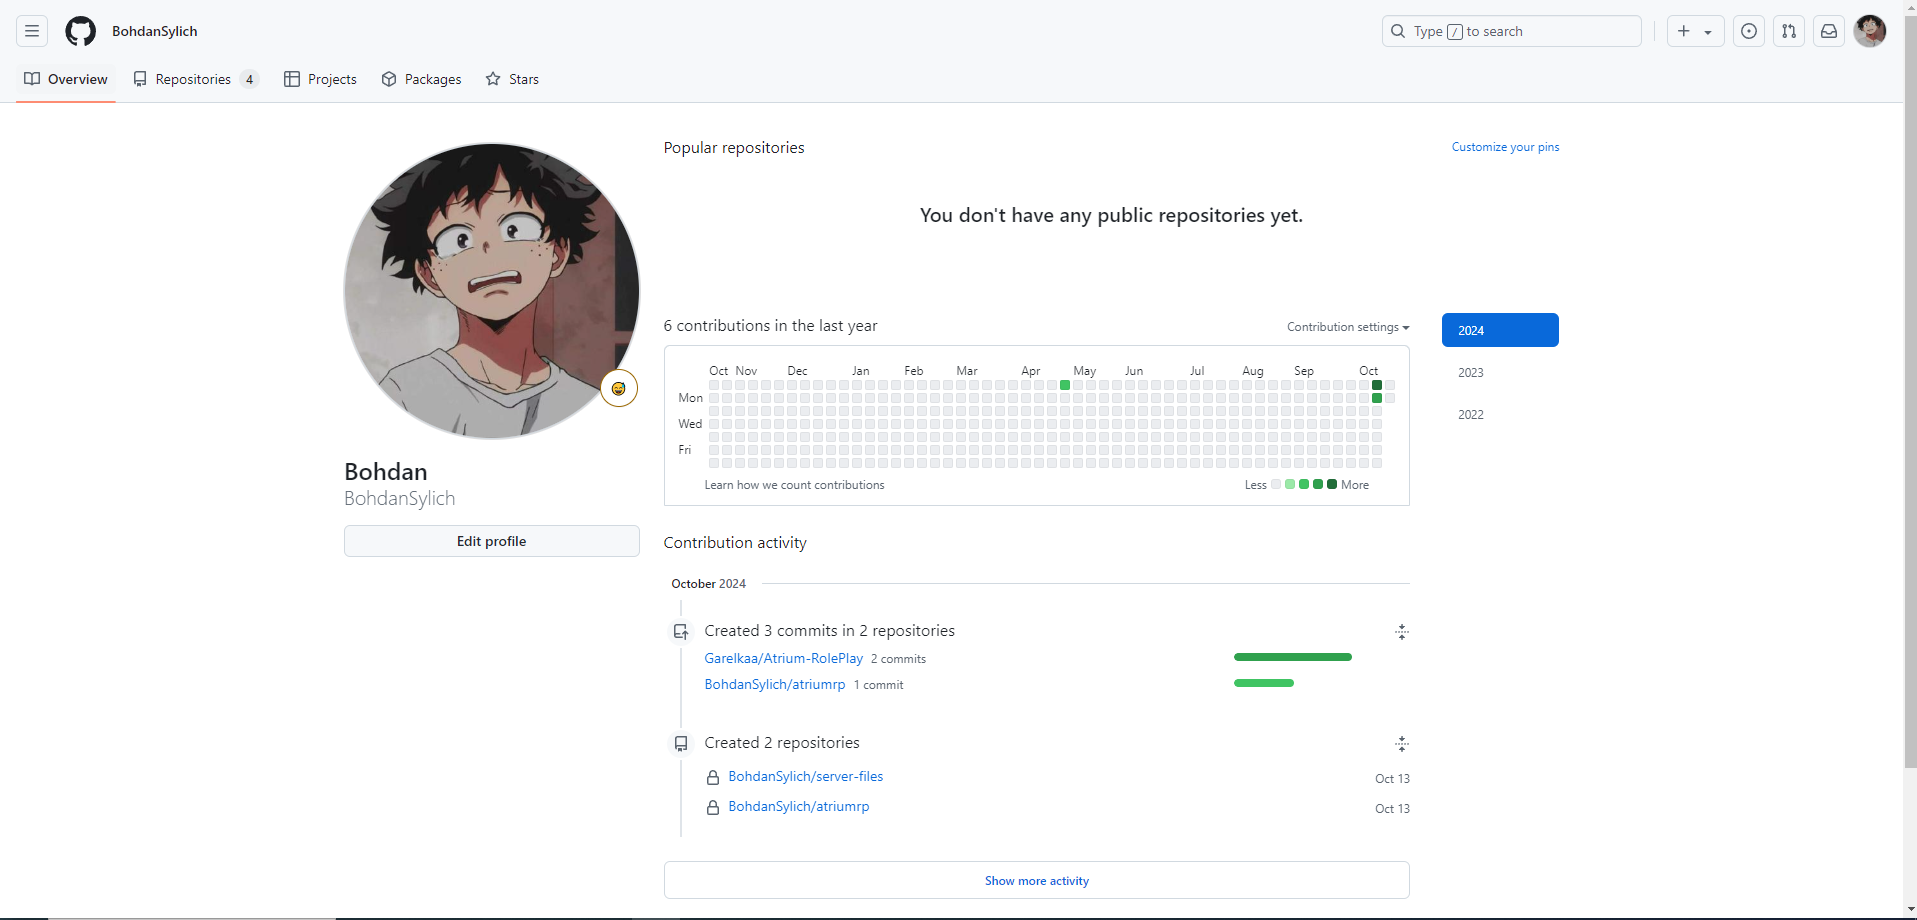 BohdanSylich
Type / to search
Overview
Repositories 4
Projects
Packages
Stars
Popular repositories
Customize your pins
You don't have any public repositories yet.
6 contributions in the last year
Contribution settings
2024
2023
2022
Oct Nov Dec Jan Feb Mar Apr May Jun Jul Aug Sep Oct
Mon
Wed
Fri
Learn how we count contributions
Less More
Bohdan
BohdanSylich
Edit profile
Contribution activity
October 2024
Created 3 commits in 2 repositories
Garelkaa/Atrium-RolePlay 2 commits
BohdanSylich/atriumrp 1 commit
Created 2 repositories
BohdanSylich/server-files Oct 13
BohdanSylich/atriumrp Oct 13
Show more activity